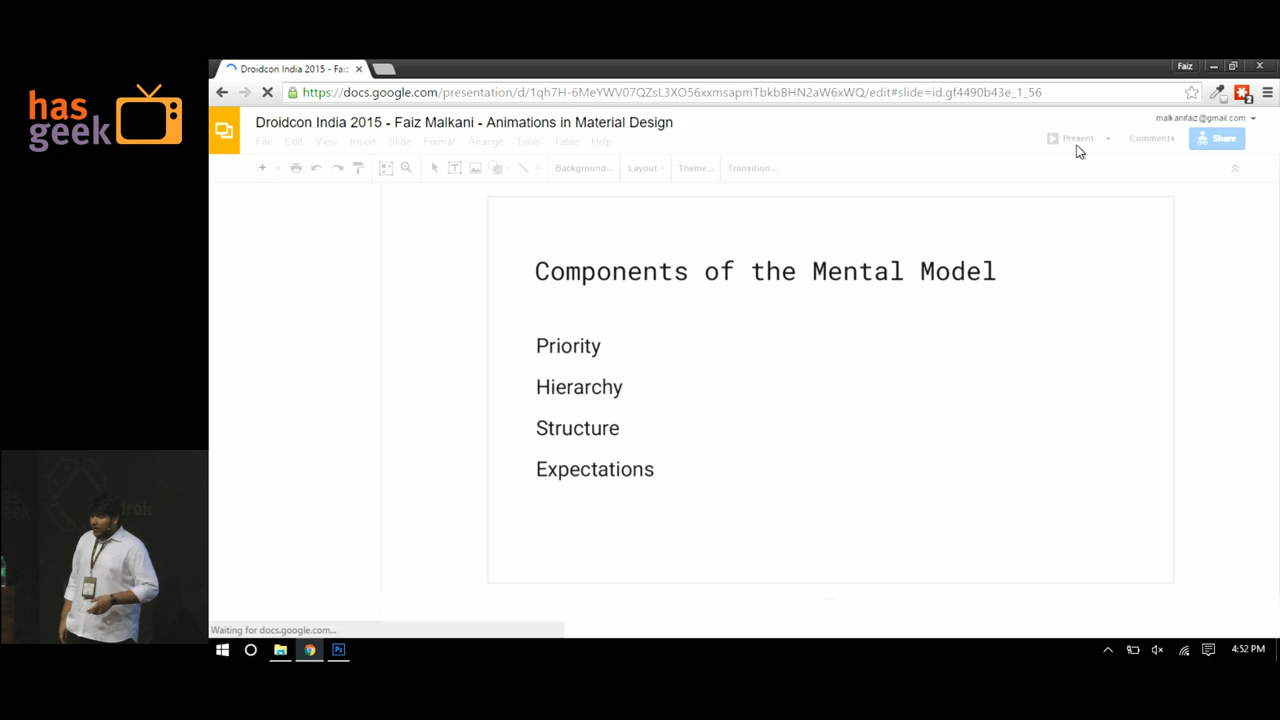 has
geek
Droidcon India 2015 - Faiz
Faiz
https://docs.google.com/presentation/d/1qh7H-6MeYWV07QZsL3XO56xxmsapmTbkbBHN2aW6xWQ/edit#slide=id.gf4490b43e_1_56
2
Droidcon India 2015 - Faiz Malkani - Animations in Material Design
malkanifaiz@gmail.com
File Edit View Insert Slide Format Arrange Tools Table Help
Present
Comments
Share
Background...
Layout
Theme...
Transition...
Components of the Mental Model
Priority
Hierarchy
Structure
Expectations
Waiting for docs.google.com...
Ps
4:52 PM